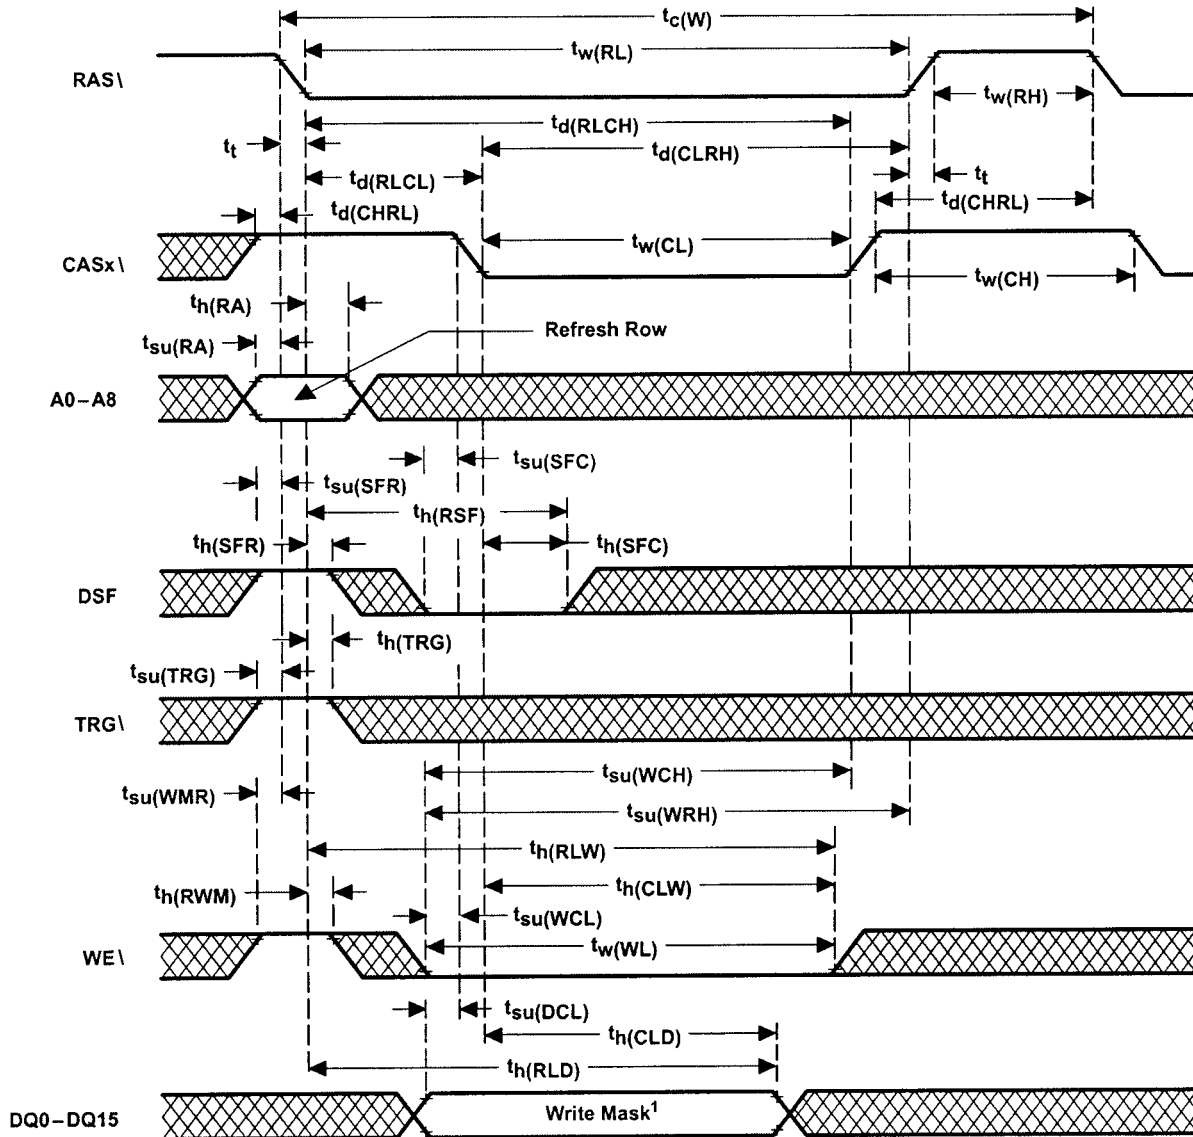 tc(W)
tw(RL)
RAS\
tw(RH)
td(RLCH)
tt
td(CLRH)
td(RLCL)
tt
td(CHRL)
td(CHRL)
tw(CL)
CASx\
tw(CH)
th(RA)
Refresh Row
tsu(RA)
A0–A8
tsu(SFC)
tsu(SFR)
th(RSF)
th(SFR)
th(SFC)
DSF
th(TRG)
tsu(TRG)
TRG\
tsu(WCH)
tsu(WMR)
tsu(WRH)
th(RLW)
th(RWM)
th(CLW)
tsu(WCL)
tw(WL)
WE\
tsu(DCL)
th(CLD)
th(RLD)
DQ0–DQ15
Write Mask¹